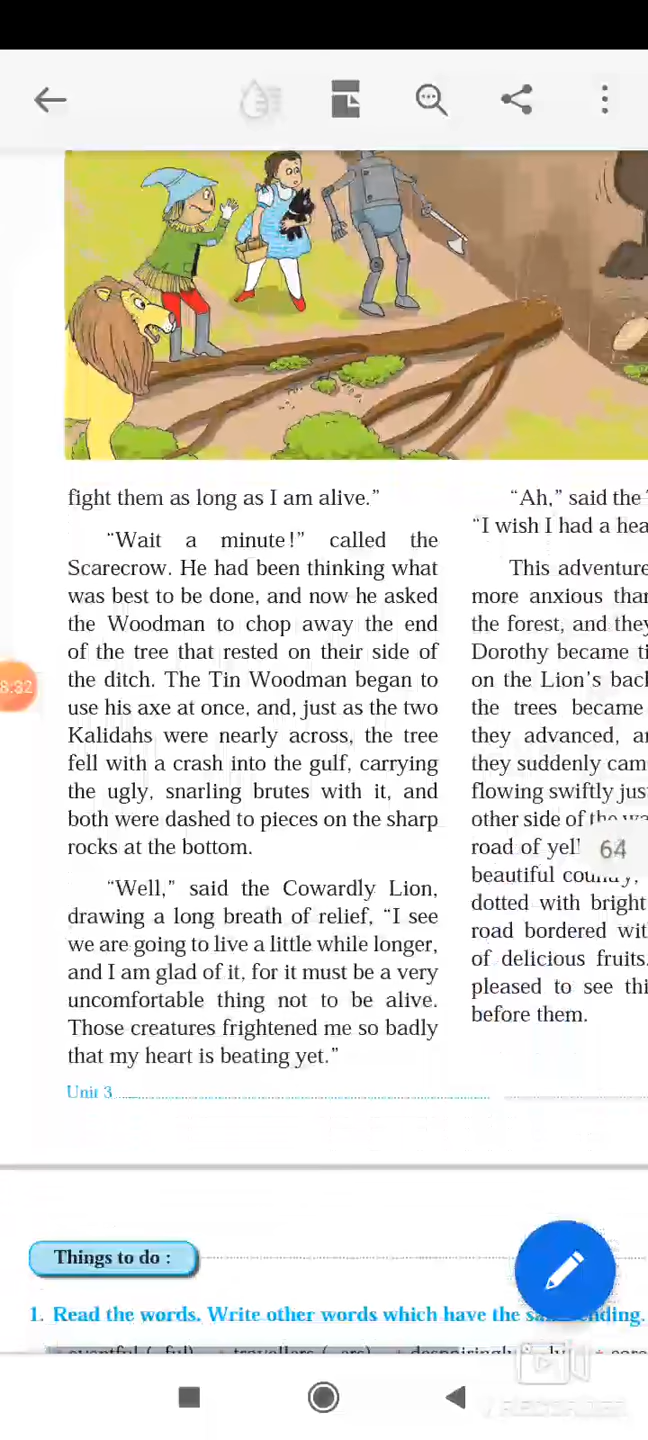 fight them as long as I am alive."
"Wait a minute!" called the
Scarecrow. He had been thinking what
was best to be done, and now he asked
the Woodman to chop away the end
of the tree that rested on their side of
the ditch. The Tin Woodman began to
use his axe at once, and, just as the two
Kalidahs were nearly across, the tree
fell with a crash into the gulf, carrying
the ugly, snarling brutes with it, and
both were dashed to pieces on the sharp
rocks at the bottom.
"Well," said the Cowardly Lion,
drawing a long breath of relief, "I see
we are going to live a little while longer,
and I am glad of it, for it must be a very
uncomfortable thing not to be alive.
Those creatures frightened me so badly
that my heart is beating yet."
Unit 3
"Ah," said the
"I wish I had a hea
This adventure
more anxious than
the forest, and they
Dorothy became ti
on the Lion's back
the trees became
they advanced, an
they suddenly cam
flowing swiftly jus
other side of the wa
road of yell
beautiful country,
dotted with bright
road bordered wit
of delicious fruits.
pleased to see thi
before them.
8:32
64
Things to do :
1. Read the words. Write other words which have the same ending.